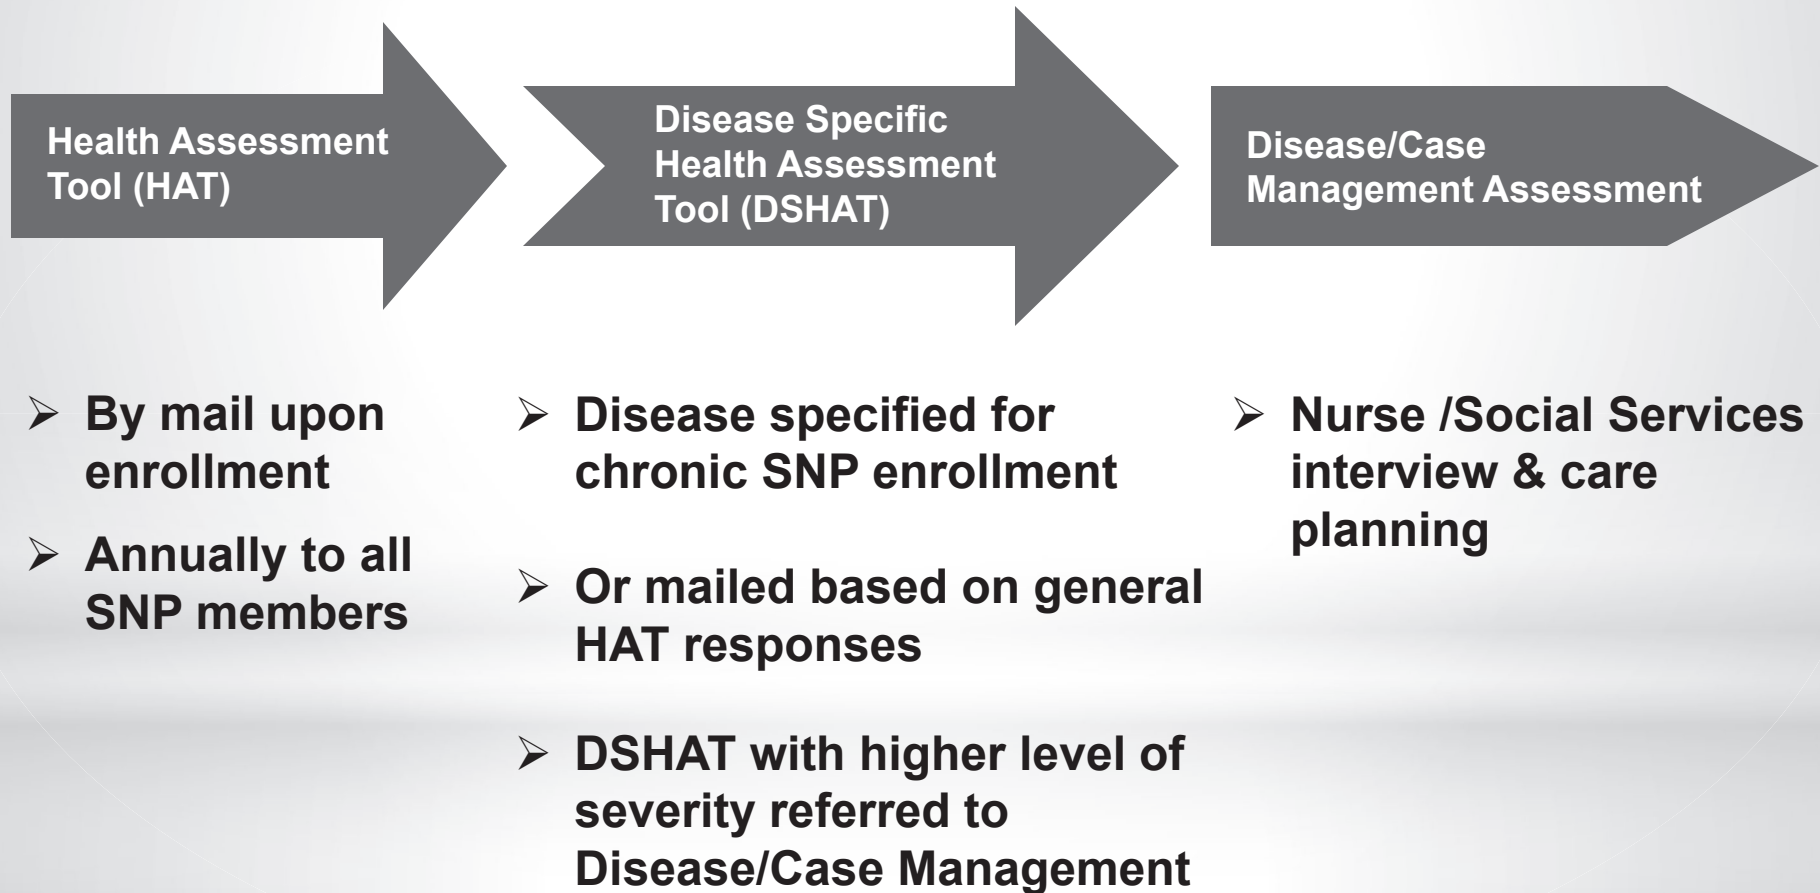 Health Assessment
Tool (HAT)
Disease Specific
Health Assessment
Tool (DSHAT)
Disease/Case
Management Assessment
➢ By mail upon
enrollment
➢ Annually to all
SNP members
➢ Disease specified for
chronic SNP enrollment
➢ Or mailed based on general
HAT responses
➢ DSHAT with higher level of
severity referred to
Disease/Case Management
➢ Nurse /Social Services
interview & care
planning